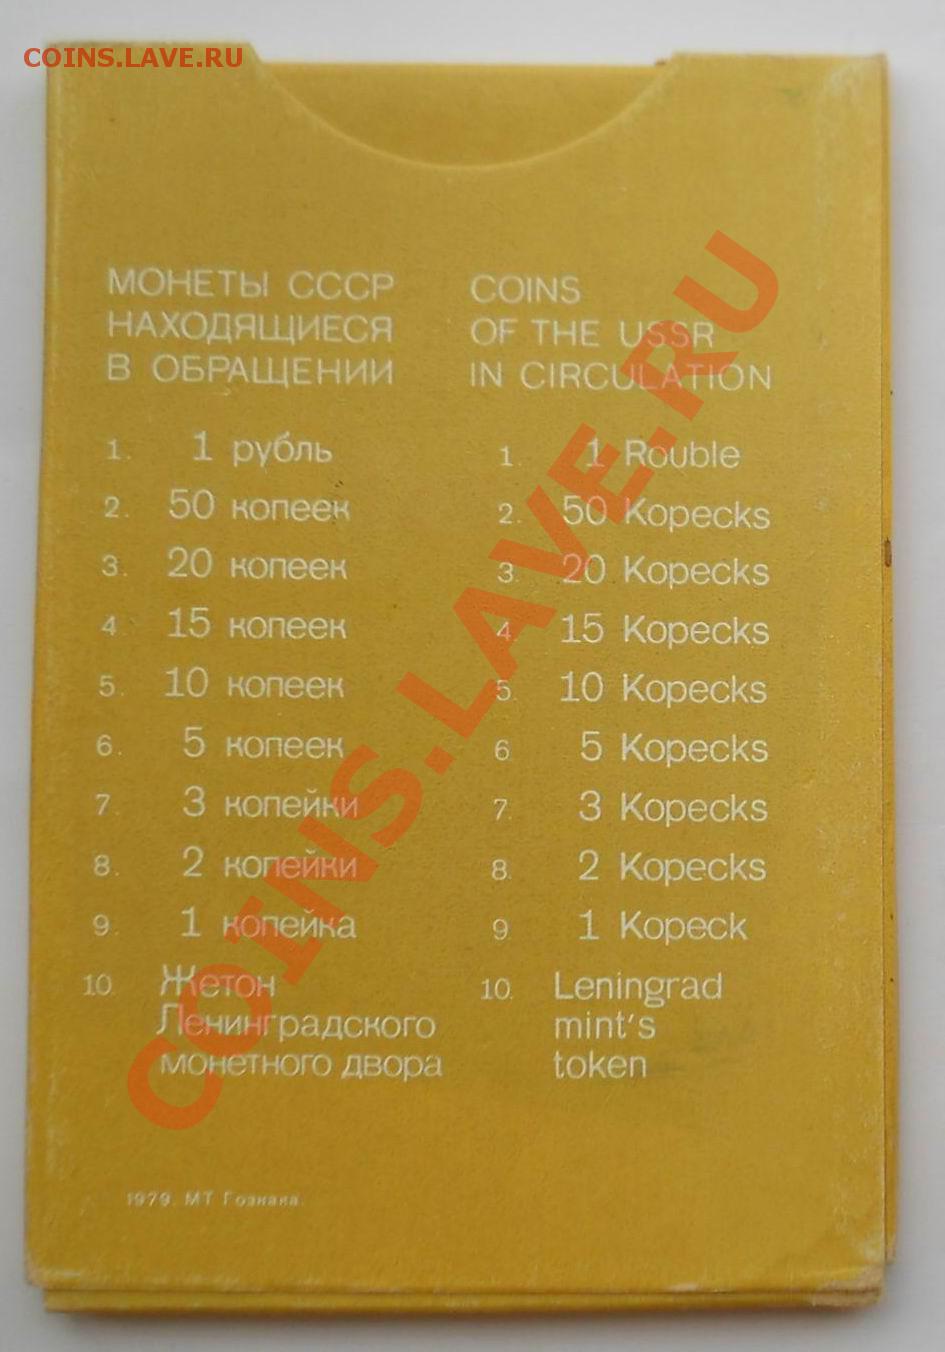 COINS.LAVE.RU
МОНЕТЫ СССР
НАХОДЯЩИЕСЯ
В ОБРАЩЕНИИ
1. 1 рубль
2. 50 копеек
3. 20 копеек
4 15 копеек
5. 10 копеек
6. 5 копеек
7. 3 копейки
8. 2 копейки
9. 1 копейка
10. Жетон
Ленинградского
монетного двора
1979. МТ Гознака.
COINS
OF THE USSR
IN CIRCULATION
1. 1 Rouble
2. 50 Kopecks
3. 20 Kopecks
4. 15 Kopecks
5. 10 Kopecks
6 5 Kopecks
7. 3 Kopecks
8. 2 Kopecks
9. 1 Kopeck
10. Leningrad
mint's
token
COINS.LAVE.RU